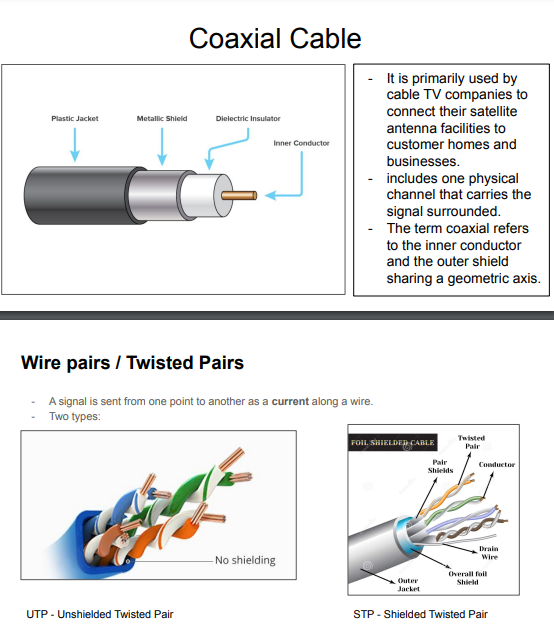 Coaxial Cable
Plastic Jacket
Metallic Shield
Dielectric Insulator
Inner Conductor
- It is primarily used by
cable TV companies to
connect their satellite
antenna facilities to
customer homes and
businesses.
- includes one physical
channel that carries the
signal surrounded.
- The term coaxial refers
to the inner conductor
and the outer shield
sharing a geometric axis.
Wire pairs / Twisted Pairs
- A signal is sent from one point to another as a current along a wire.
- Two types:
No shielding
UTP - Unshielded Twisted Pair
FOIL SHIELDED CABLE
Twisted
Pair
Pair
Shields
Conductor
Drain
Wire
Overall foil
Shield
Outer
Jacket
STP - Shielded Twisted Pair